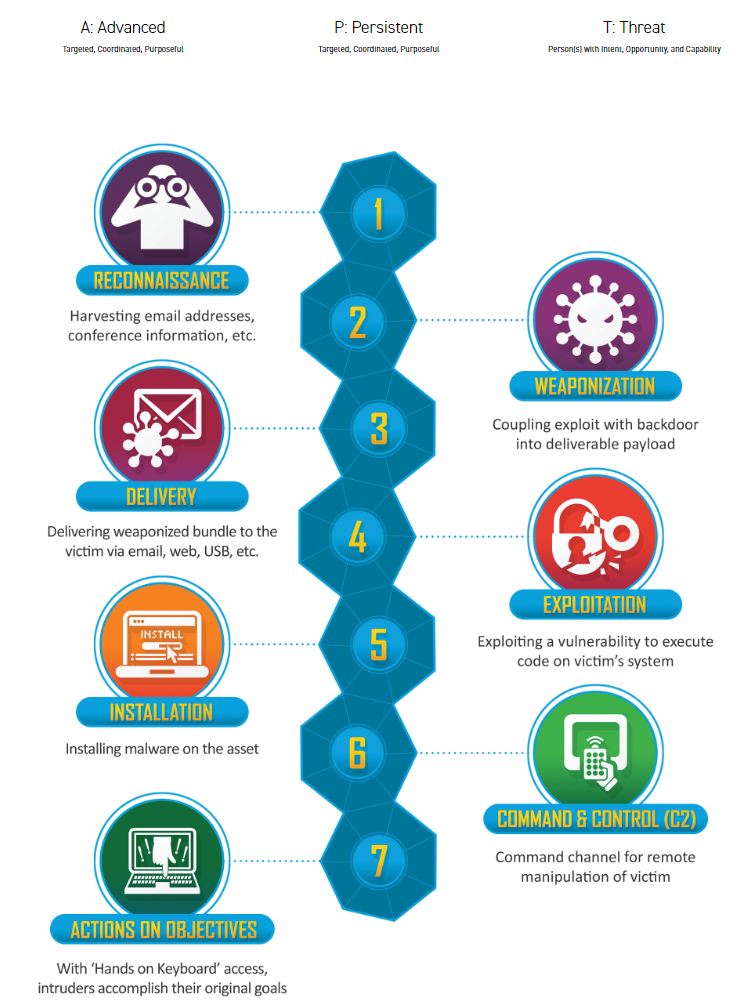 A: Advanced
P: Persistent
T: Threat
Targeted, Coordinated, Purposeful
Targeted, Coordinated, Purposeful
Person(s) with Intent, Opportunity, and Capability
1
RECONNAISSANCE
Harvesting email addresses,
conference information, etc.
2
WEAPONIZATION
Coupling exploit with backdoor
into deliverable payload
3
DELIVERY
Delivering weaponized bundle to the
victim via email, web, USB, etc.
4
EXPLOITATION
Exploiting a vulnerability to execute
code on victim's system
5
INSTALL
INSTALLATION
Installing malware on the asset
6
COMMAND & CONTROL (C2)
Command channel for remote
manipulation of victim
7
ACTIONS ON OBJECTIVES
With ‘Hands on Keyboard’ access,
intruders accomplish their original goals